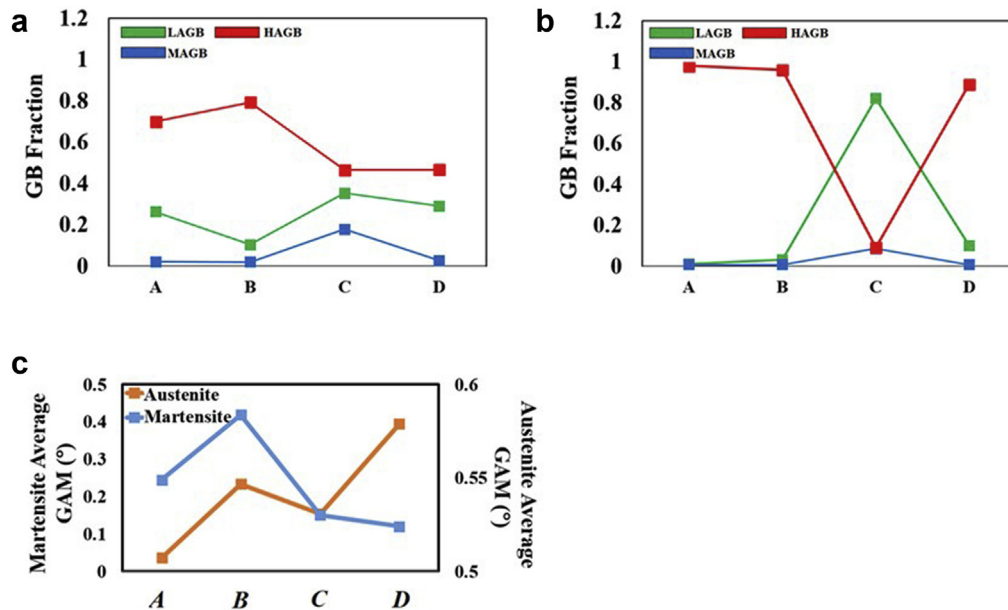 a
1.2
1
0.8
0.6
0.4
0.2
0
GB Fraction
LAGB HAGB
MAGB
A B C D
b
1.2
1
0.8
0.6
0.4
0.2
0
GB Fraction
LAGB HAGB
MAGB
A B C D
c
Martensite Average
GAM (°)
0.5
0.4
0.3
0.2
0.1
0
Austenite
Martensite
0.6
0.55
0.5
Austenite Average
GAM (°)
A B C D